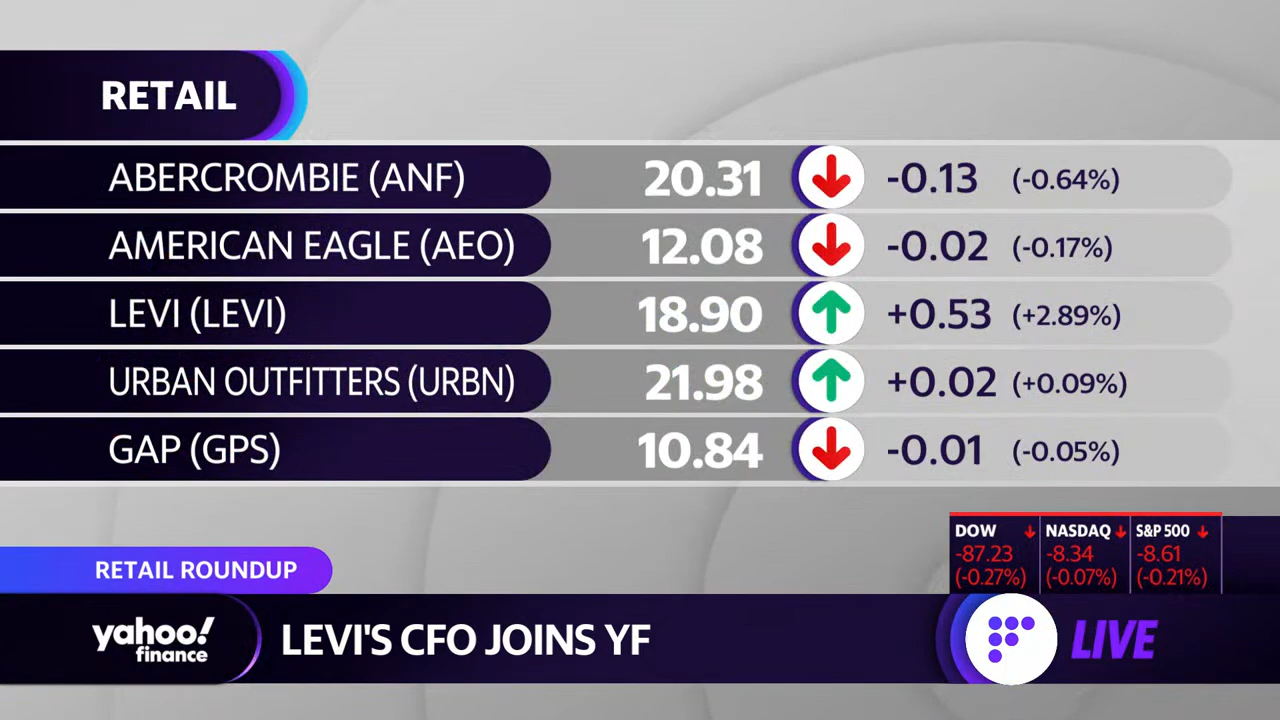 RETAIL
ABERCROMBIE (ANF) 20.31 -0.13 (-0.64%)
AMERICAN EAGLE (AEO) 12.08 -0.02 (-0.17%)
LEVI (LEVI) 18.90 +0.53 (+2.89%)
URBAN OUTFITTERS (URBN) 21.98 +0.02 (+0.09%)
GAP (GPS) 10.84 -0.01 (-0.05%)
DOW NASDAQ S&P 500
-87.23 -8.34 -8.61
(-0.27%) (-0.07%) (-0.21%)
RETAIL ROUNDUP
yahoo!
finance
LEVI'S CFO JOINS YF
LIVE